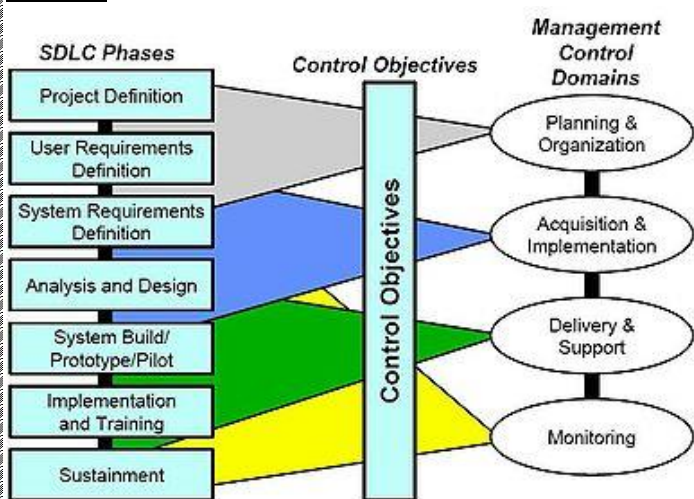 SDLC Phases
Project Definition
User Requirements
Definition
System Requirements
Definition
Analysis and Design
System Build/
Prototype/Pilot
Implementation
and Training
Sustainment
Control Objectives
Control Objectives
Management
Control
Domains
Planning &
Organization
Acquisition &
Implementation
Delivery &
Support
Monitoring